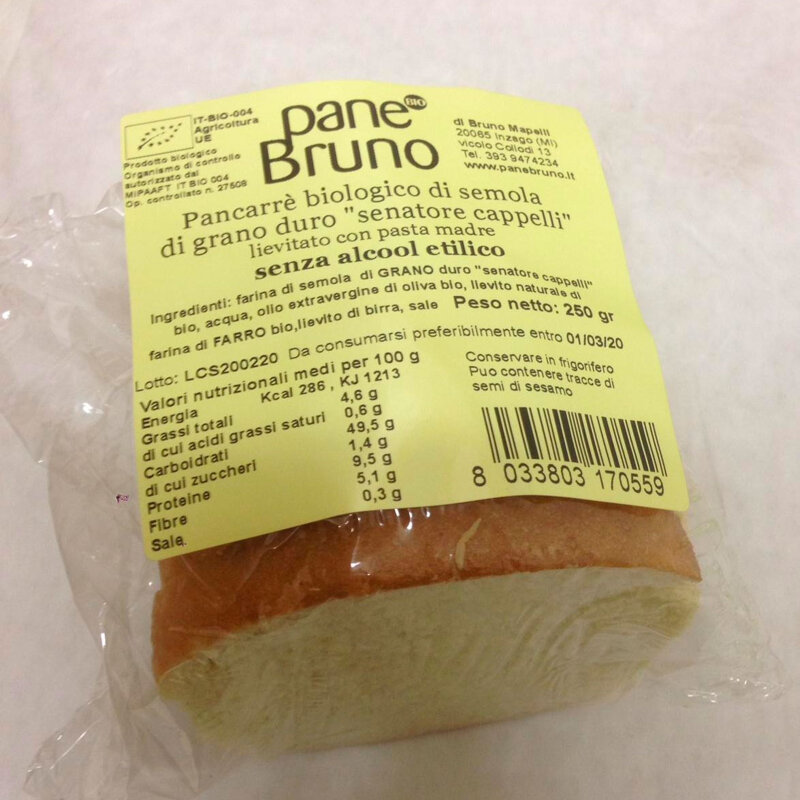 IT-BIO-004
Agricoltura
UE
Prodotto biologico
Organismo di controllo
autorizzato dal
MIPAAFT IT BIO 004
Op. controllato n. 27608
pane BIO
Bruno
di Bruno Mapelli
20065 Inzago (MI)
vicolo Collodi 13
Tel. 393 9474234
www.panebruno.it
Pancarrè biologico di semola
di grano duro "senatore cappelli"
lievitato con pasta madre
senza alcool etilico
Ingredienti: farina di semola di GRANO duro "senatore cappelli"
bio, acqua, olio extravergine di oliva bio, lievito naturale di
farina di FARRO bio,lievito di birra, sale Peso netto: 250 gr
Lotto: LCS200220 Da consumarsi preferibilmente entro 01/03/20
Valori nutrizionali medi per 100 g
Energia Kcal 286 , KJ 1213
Grassi totali 4,6 g
di cui acidi grassi saturi 0,6 g
Carboidrati 49,5 g
di cui zuccheri 1,4 g
Proteine 9,5 g
Fibre 5,1 g
Sale. 0,3 g
Conservare in frigorifero
Puo contenere tracce di
semi di sesamo
8 033803 170559